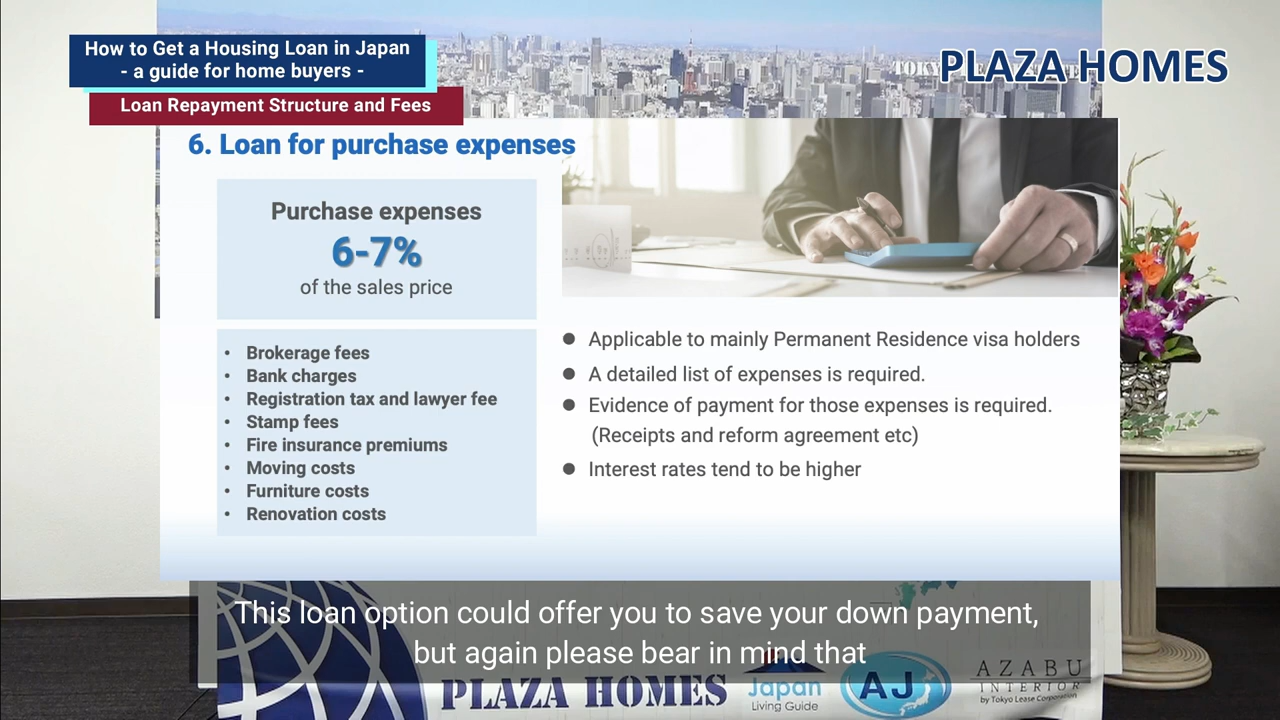 How to Get a Housing Loan in Japan
- a guide for home buyers -
Loan Repayment Structure and Fees
PLAZA HOMES
6. Loan for purchase expenses
Purchase expenses
6-7%
of the sales price
• Brokerage fees
• Bank charges
• Registration tax and lawyer fee
• Stamp fees
• Fire insurance premiums
• Moving costs
• Furniture costs
• Renovation costs
● Applicable to mainly Permanent Residence visa holders
● A detailed list of expenses is required.
● Evidence of payment for those expenses is required.
(Receipts and reform agreement etc)
● Interest rates tend to be higher
This loan option could offer you to save your down payment,
but again please bear in mind that
PLAZA HOMES
Japan
Living Guide
AJ
AZABU
INTERIOR
by Tokyo Lease Corporation